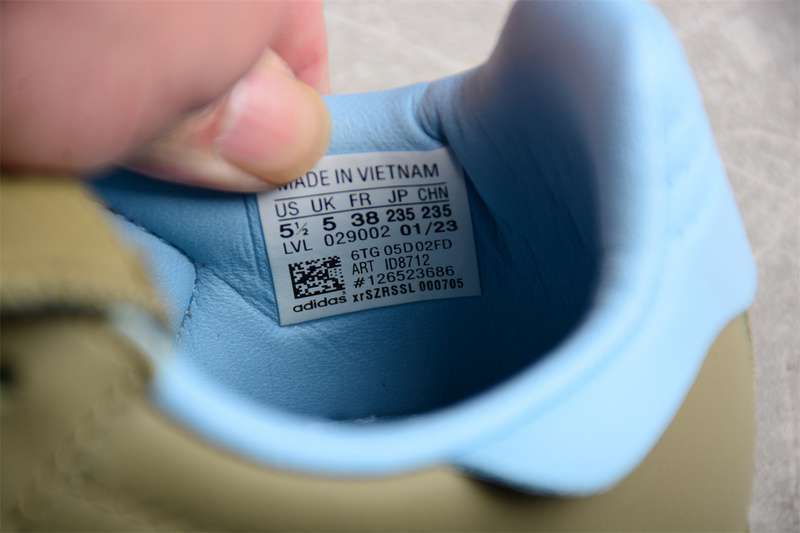 MADE IN VIETNAM
US UK FR JP CHN
5½ 5 38 235 235
LVL 029002 01/23
6TG 05D02FD
ART ID8712
#126523686
adidas xrSZRSSL 000705